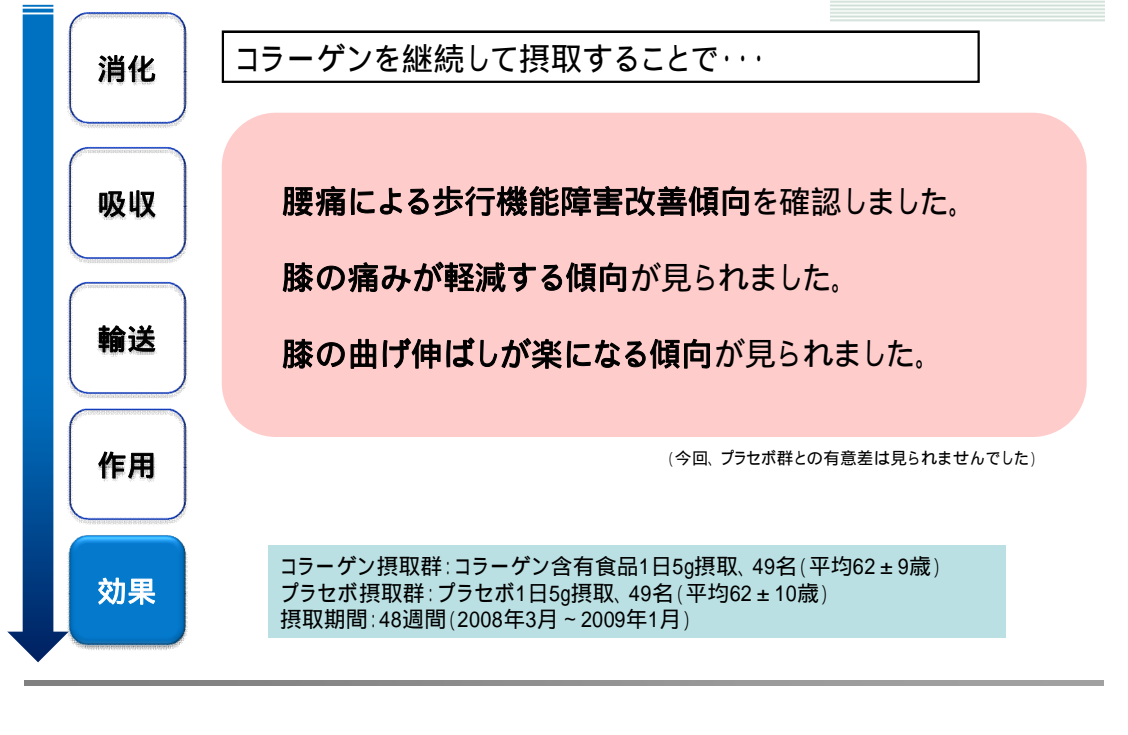 消化
コラーゲンを継続して摂取することで･･･
吸収
腰痛による歩行機能障害改善傾向を確認しました。
膝の痛みが軽減する傾向が見られました。
輸送
膝の曲げ伸ばしが楽になる傾向が見られました。
作用
(今回、プラセボ群との有意差は見られませんでした)
効果
コラーゲン摂取群:コラーゲン含有食品1日5g摂取、49名(平均62±9歳)
プラセボ摂取群:プラセボ1日5g摂取、49名(平均62±10歳)
摂取期間:48週間(2008年3月~2009年1月)